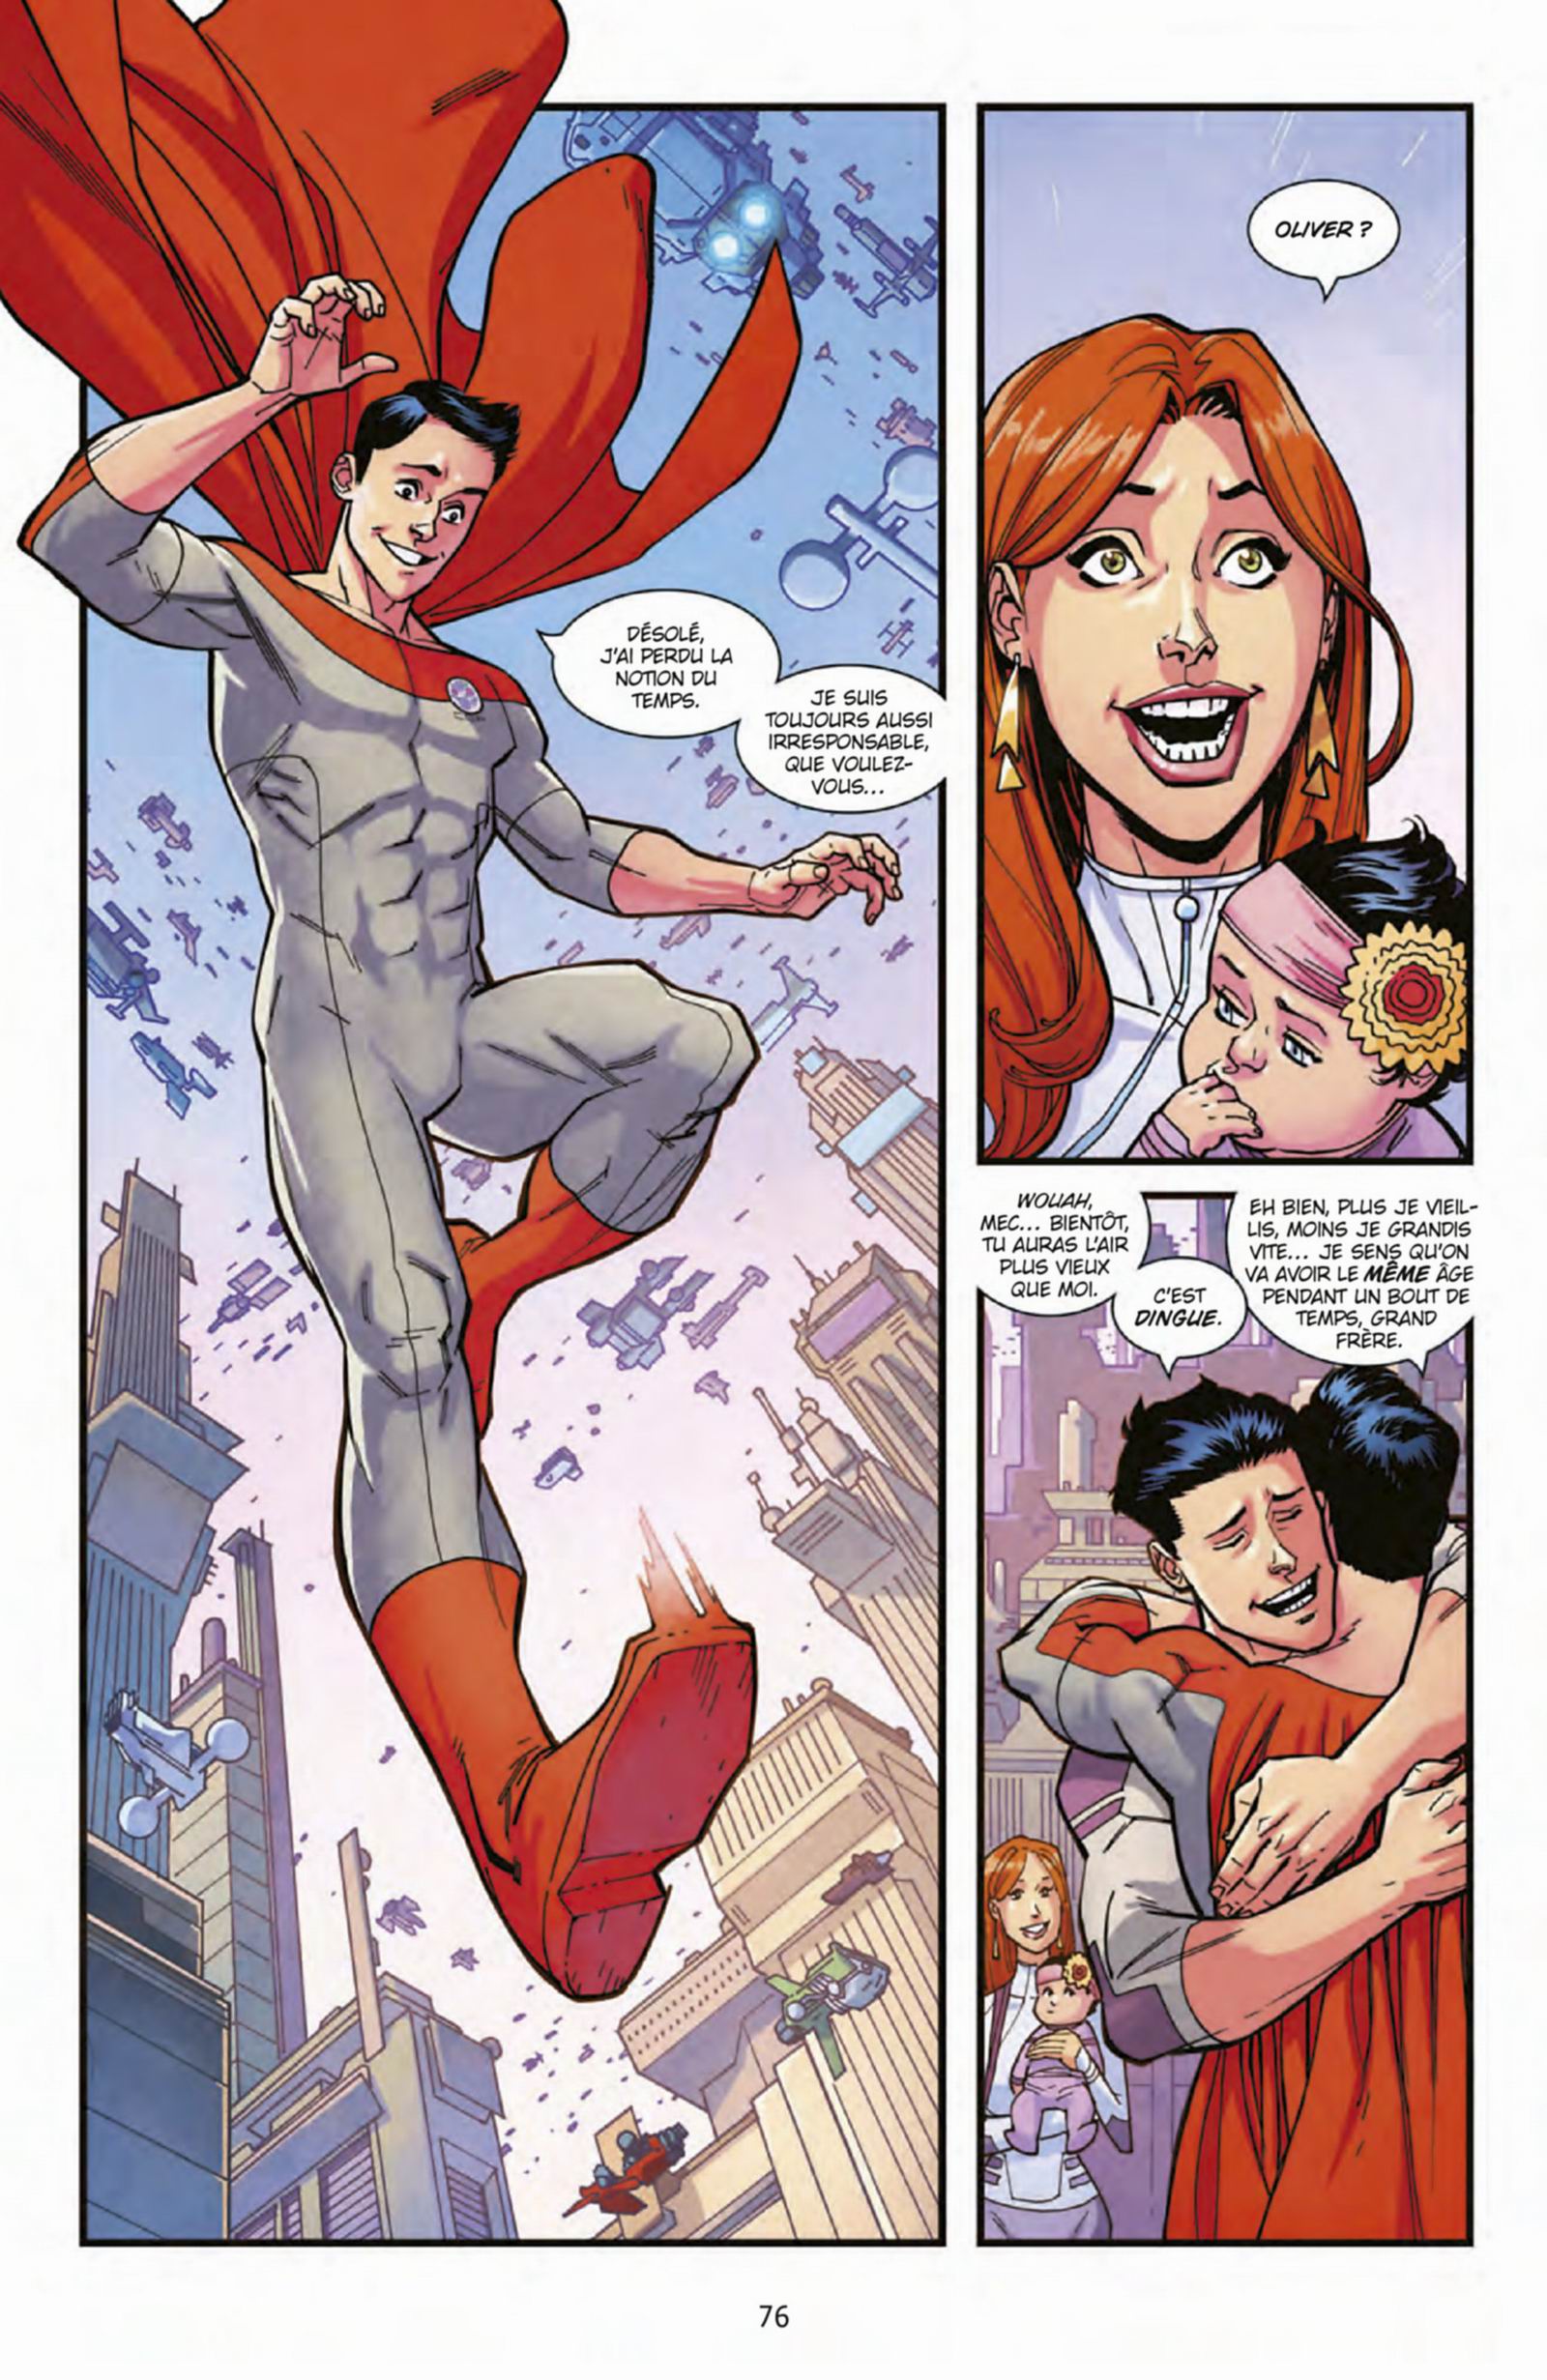 DÉSOLÉ,
J'AI PERDU LA
NOTION DU
TEMPS.
JE SUIS
TOUJOURS AUSSI
IRRESPONSABLE,
QUE VOULEZ-
VOUS...
OLIVER ?
WOUAH,
MEC... BIENTÔT,
TU AURAS L'AIR
PLUS VIEUX
QUE MOI.
C'EST
DINGUE.
EH BIEN, PLUS JE VIEIL-
LIS, MOINS JE GRANDIS
VITE... JE SENS QU'ON
VA AVOIR LE MÊME ÂGE
PENDANT UN BOUT DE
TEMPS, GRAND
FRÈRE.
76